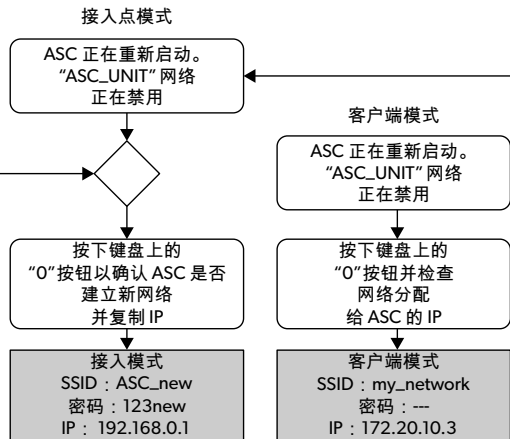 接入点模式
ASC 正在重新启动。
“ASC_UNIT” 网络
正在禁用
按下键盘上的
“0”按钮以确认 ASC 是否
建立新网络
并复制 IP
接入模式
SSID：ASC_new
密码：123new
IP： 192.168.0.1
客户端模式
ASC 正在重新启动。
“ASC_UNIT” 网络
正在禁用
按下键盘上的
“0”按钮并检查
网络分配
给 ASC 的 IP
客户端模式
SSID：my_network
密码：---
IP：172.20.10.3